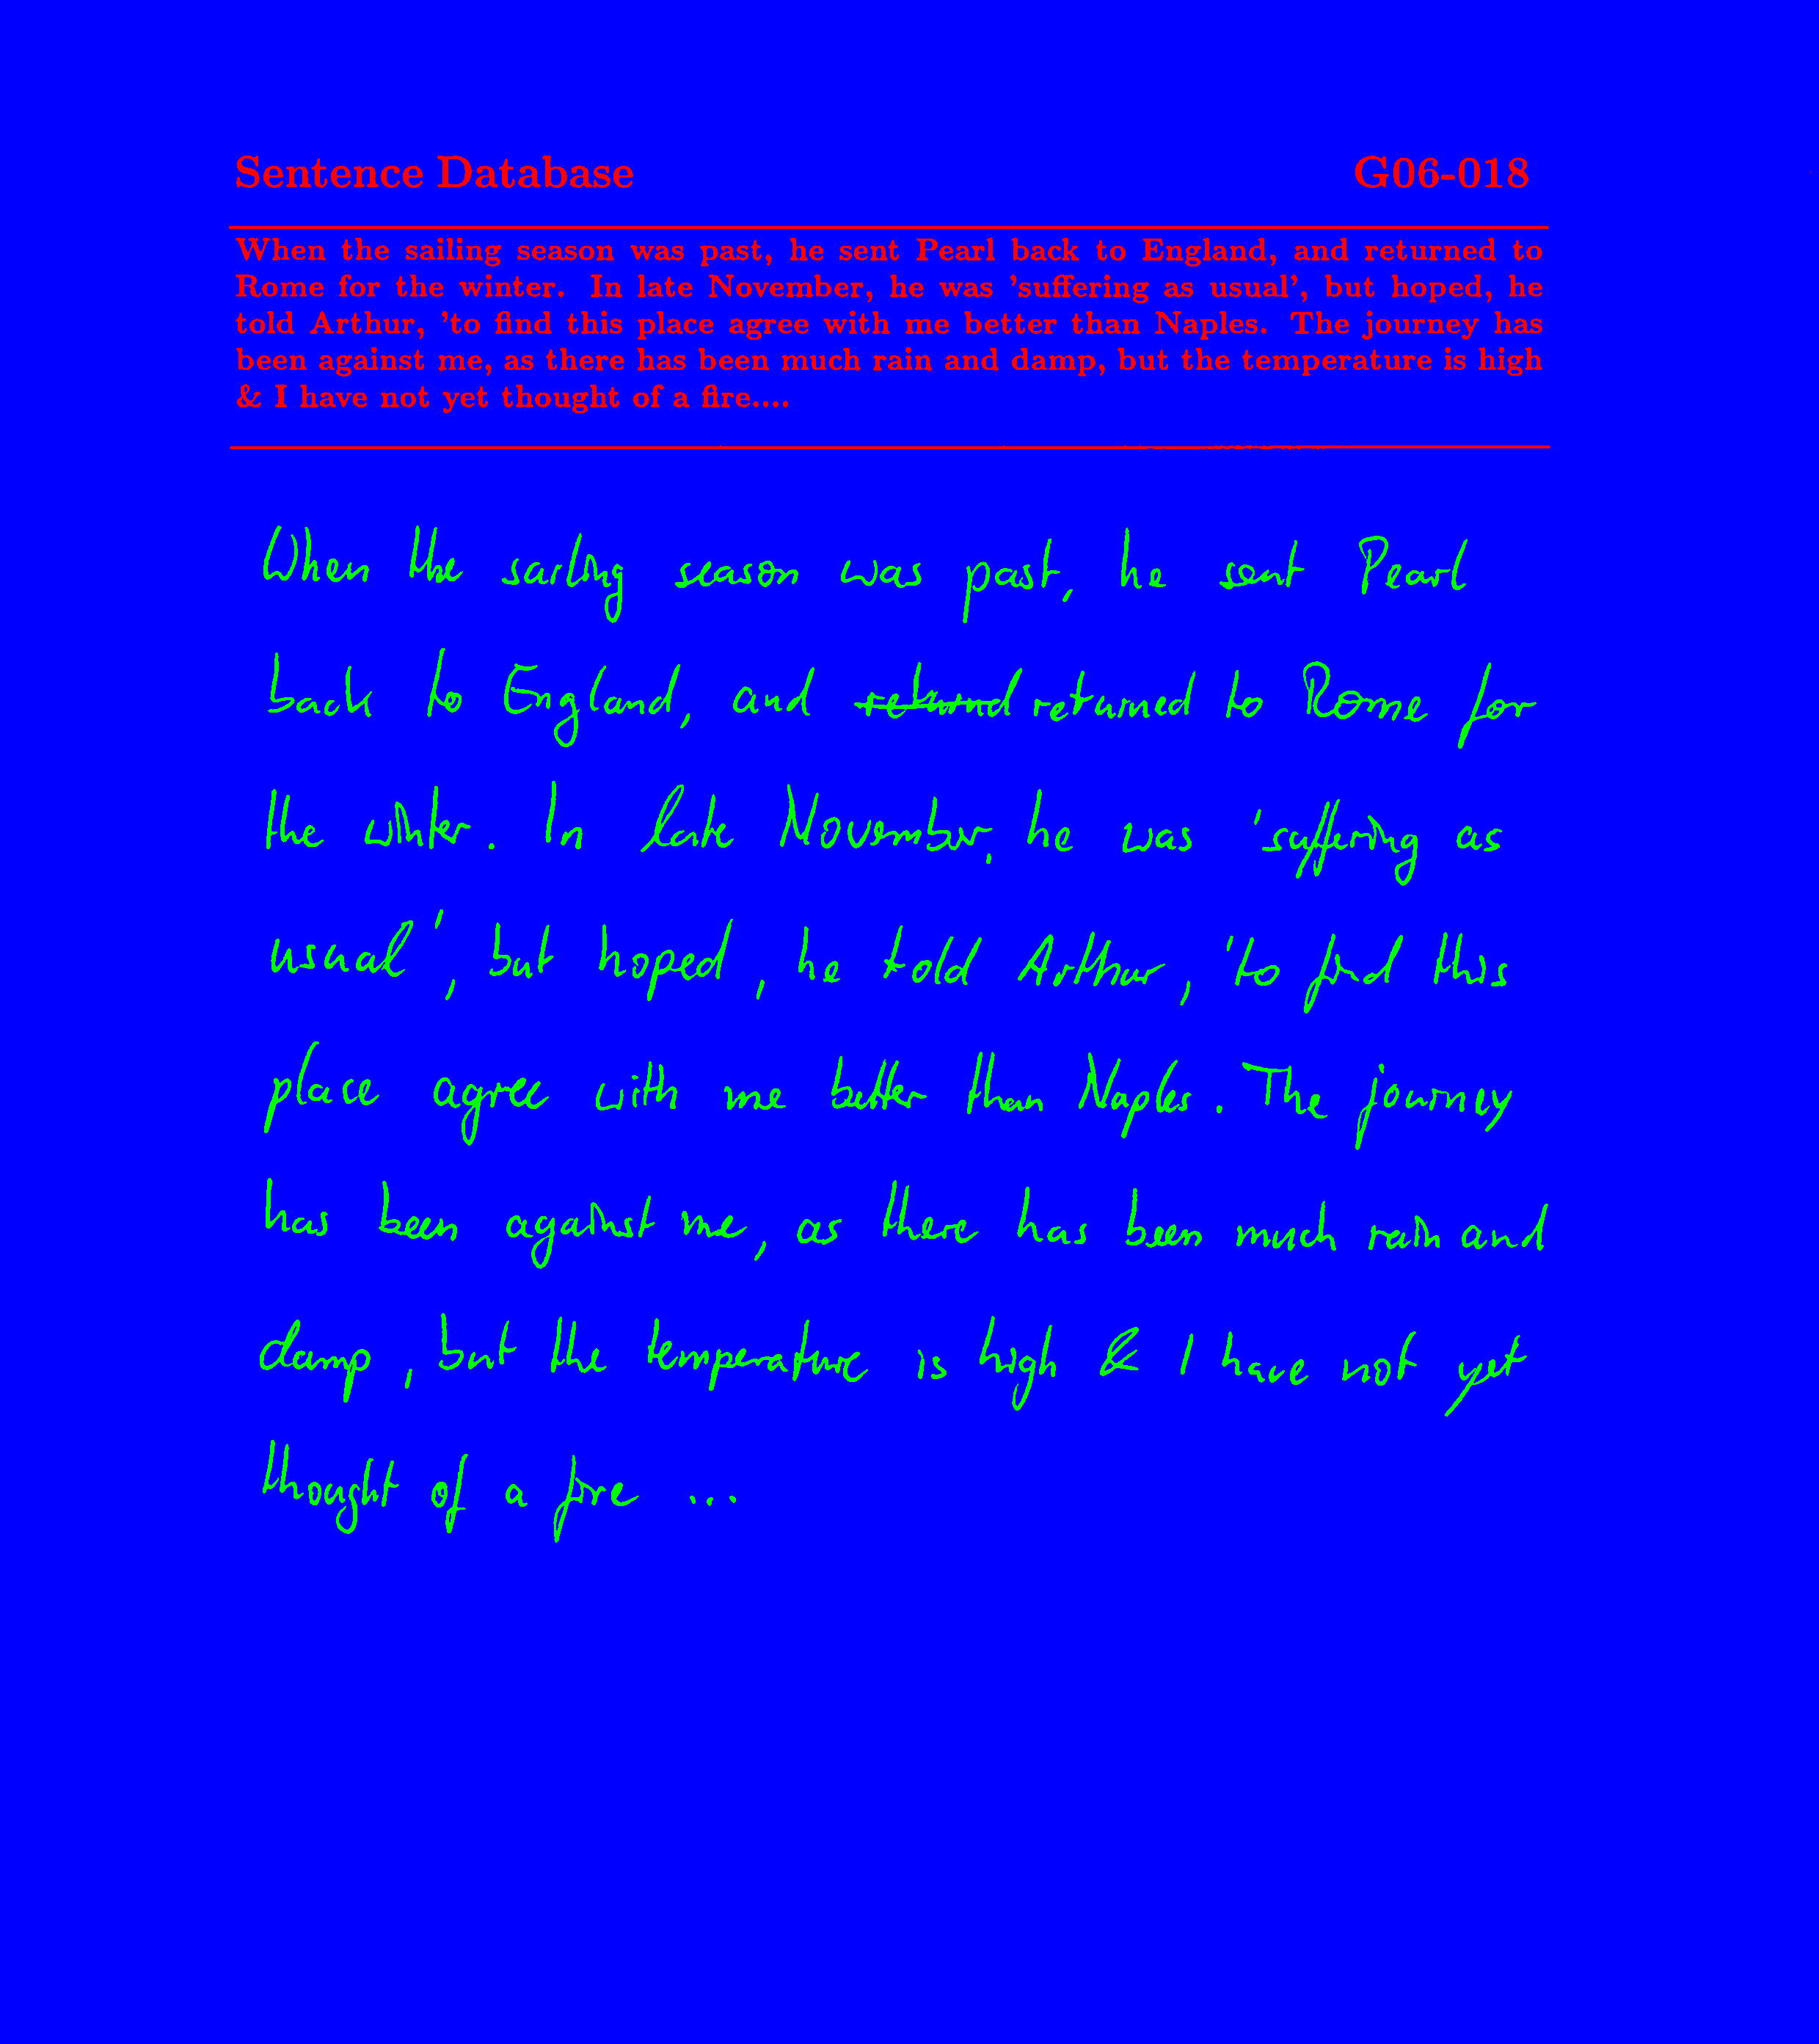 Sentence Database G06-018
When the sailing season was past, he sent Pearl back to England, and returned to
Rome for the winter. In late November, he was 'suffering as usual', but hoped, he
told Arthur, 'to find this place agree with me better than Naples. The journey has
been against me, as there has been much rain and damp, but the temperature is high
& I have not yet thought of a fire....
When the sailing season was past, he sent Pearl
back to England, and returnd returned to Rome for
the winter. In late November, he was 'suffering as
usual', but hoped, he told Arthur, 'to find this
place agree with me better than Naples. The journey
has been against me, as there has been much rain and
damp, but the temperature is high & I have not yet
thought of a fire ...